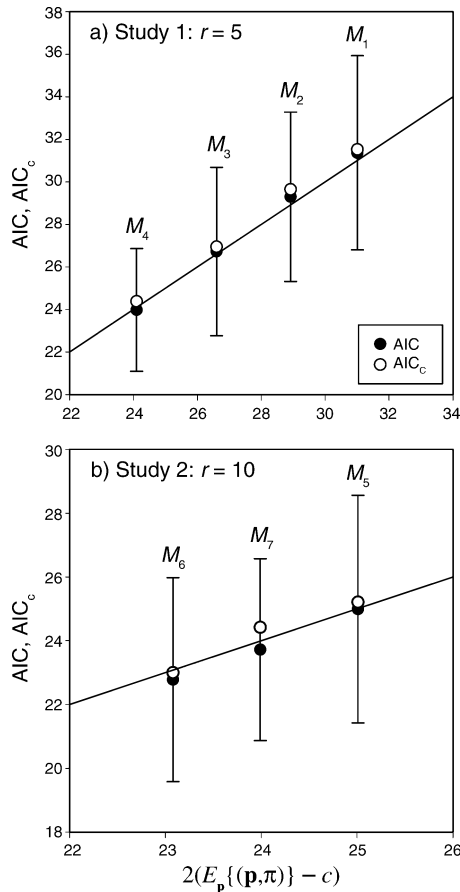 a) Study 1: r = 5
38
36
34
32
30
28
26
24
22
20
AIC, AICc
M1
M2
M3
M4
AIC
AICc
22 24 26 28 30 32 34
b) Study 2: r = 10
30
28
26
24
22
20
18
AIC, AICc
M5
M7
M6
22 23 24 25 26
2(Ep{(p,π)} – c)